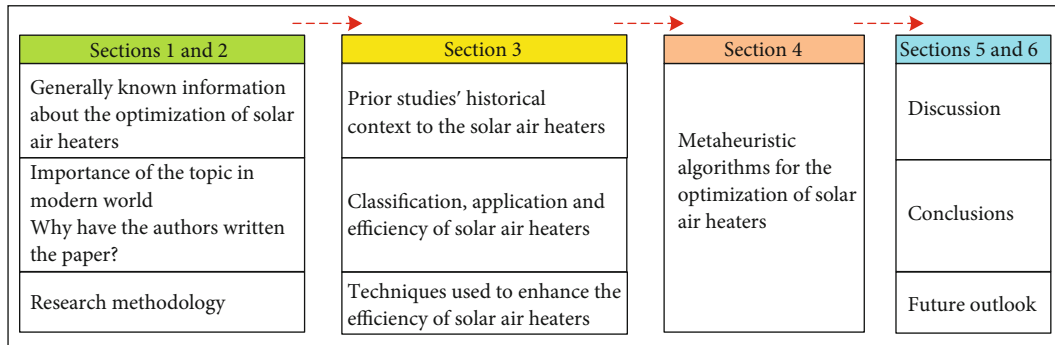 Sections 1 and 2
Generally known information
about the optimization of solar
air heaters
Importance of the topic in
modern world
Why have the authors written
the paper?
Research methodology
Section 3
Prior studies' historical
context to the solar air heaters
Classification, application and
efficiency of solar air heaters
Techniques used to enhance the
efficiency of solar air heaters
Section 4
Metaheuristic
algorithms for the
optimization of solar
air heaters
Sections 5 and 6
Discussion
Conclusions
Future outlook